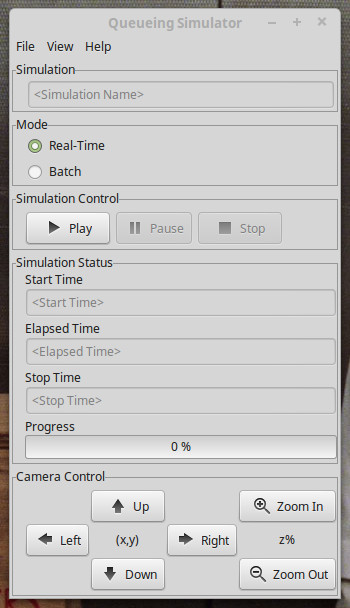 Queueing Simulator
File View Help
Simulation
<Simulation Name>
Mode
Real-Time
Batch
Simulation Control
Play Pause Stop
Simulation Status
Start Time
<Start Time>
Elapsed Time
<Elapsed Time>
Stop Time
<Stop Time>
Progress
0 %
Camera Control
Up Zoom In
Left (x,y) Right z%
Down Zoom Out